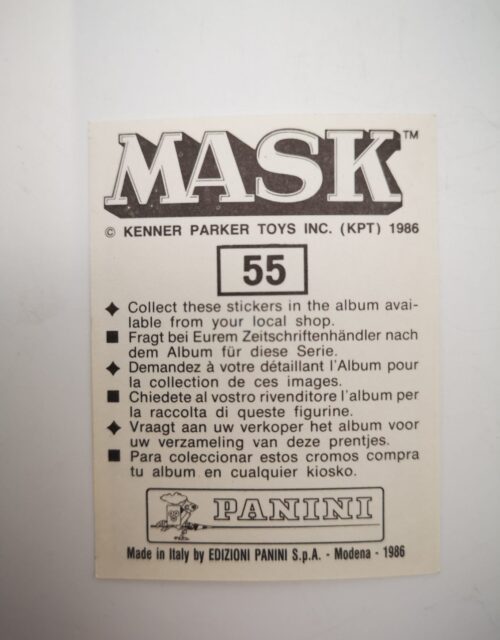 MASK™
© KENNER PARKER TOYS INC. (KPT) 1986
55
✦ Collect these stickers in the album avai-
lable from your local shop.
■ Fragt bei Eurem Zeitschriftenhändler nach
dem Album für diese Serie.
✦ Demandez à votre détaillant l'Album pour
la collection de ces images.
■ Chiedete al vostro rivenditore l'album per
la raccolta di queste figurine.
✦ Vraagt aan uw verkoper het album voor
uw verzameling van deze prentjes.
■ Para coleccionar estos cromos compra
tu album en cualquier kiosko.
PANINI
Made in Italy by EDIZIONI PANINI S.p.A. - Modena - 1986